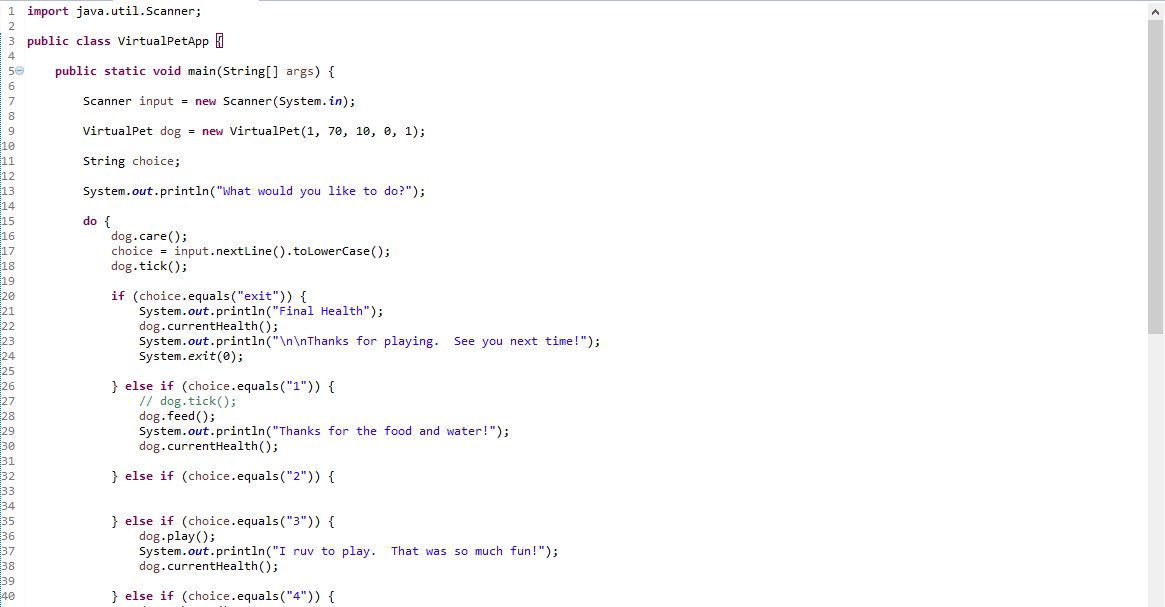 1 import java.util.Scanner;
2
3 public class VirtualPetApp {
4
5 public static void main(String[] args) {
6
7 Scanner input = new Scanner(System.in);
8
9 VirtualPet dog = new VirtualPet(1, 70, 10, 0, 1);
10
11 String choice;
12
13 System.out.println("What would you like to do?");
14
15 do {
16 dog.care();
17 choice = input.nextLine().toLowerCase();
18 dog.tick();
19
20 if (choice.equals("exit")) {
21 System.out.println("Final Health");
22 dog.currentHealth();
23 System.out.println("\n\nThanks for playing.  See you next time!");
24 System.exit(0);
25
26 } else if (choice.equals("1")) {
27 // dog.tick();
28 dog.feed();
29 System.out.println("Thanks for the food and water!");
30 dog.currentHealth();
31
32 } else if (choice.equals("2")) {
33
34
35 } else if (choice.equals("3")) {
36 dog.play();
37 System.out.println("I ruv to play.  That was so much fun!");
38 dog.currentHealth();
39
40 } else if (choice.equals("4")) {